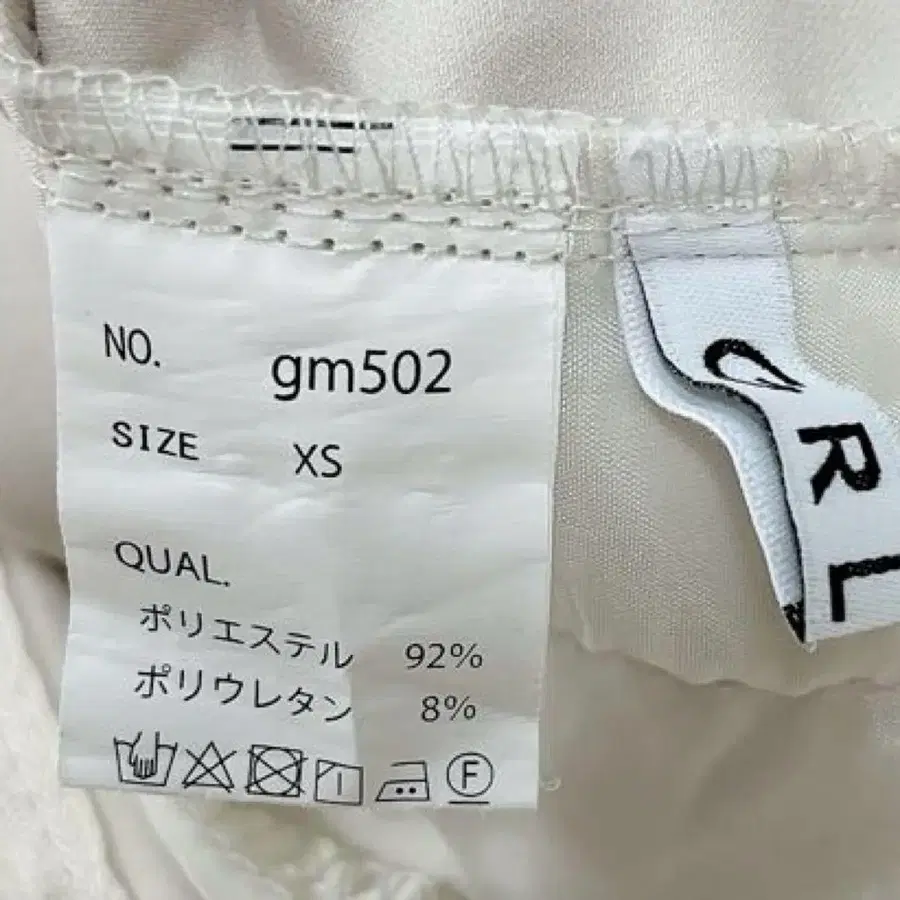 NO. gm502
SIZE XS
QUAL.
ポリエステル 92%
ポリウレタン 8%
F
GRL